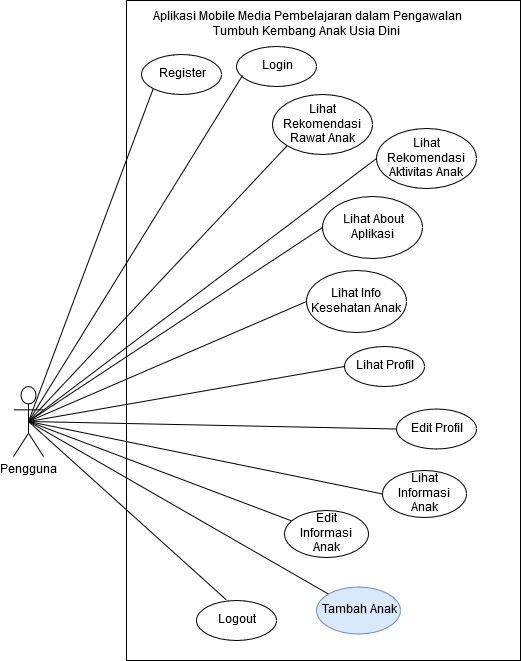 Aplikasi Mobile Media Pembelajaran dalam Pengawalan
Tumbuh Kembang Anak Usia Dini
Register
Login
Lihat
Rekomendasi
Rawat Anak
Lihat
Rekomendasi
Aktivitas Anak
Lihat About
Aplikasi
Lihat Info
Kesehatan Anak
Lihat Profil
Edit Profil
Pengguna
Lihat
Informasi
Anak
Edit
Informasi
Anak
Tambah Anak
Logout